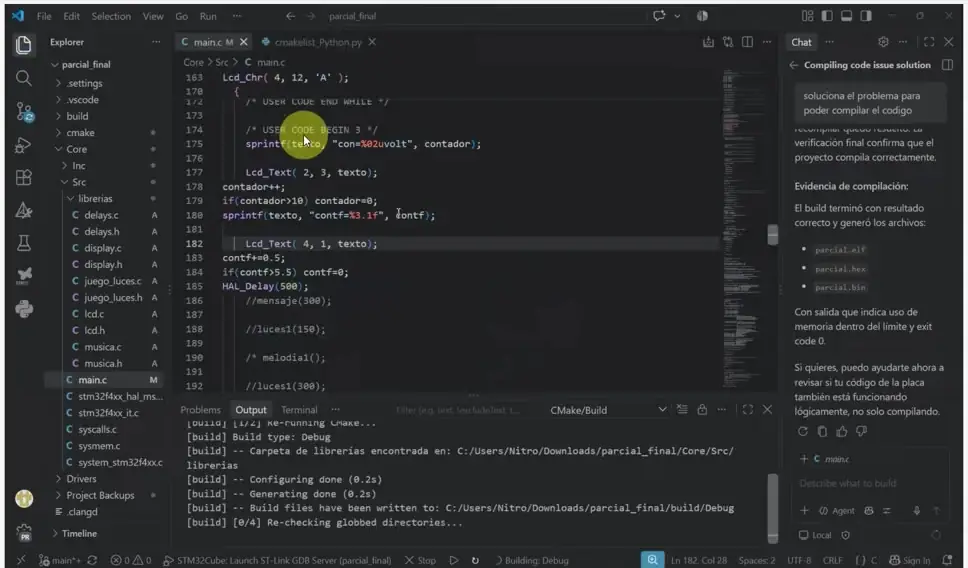 File Edit Selection View Go Run ··· parcial_final
Explorer ···
parcial_final
.settings
.vscode
build
cmake
Core
Inc
Src
librerias
delays.c A
delays.h A
display.c A
display.h A
juego_luces.c A
juego_luces.h A
lcd.c A
lcd.h A
musica.c A
musica.h A
main.c M
stm32f4xx_hal_ms...
stm32f4xx_it.c
syscalls.c
sysmem.c
system_stm32f4xx.c
Drivers
Project Backups
.clangd
Timeline
main.c M cmakelist_Python.py
Core > Src > main.c
163 Lcd_Chr( 4, 12, 'A' );
170 {
172 /* USER CODE END WHILE */
173
174 /* USER CODE BEGIN 3 */
175 sprintf(texto, "con=%02uvolt", contador);
177 Lcd_Text( 2, 3, texto);
178 contador++;
179 if(contador>10) contador=0;
180 sprintf(texto, "contf=%3.1f", contf);
181
182 Lcd_Text( 4, 1, texto);
183 contf+=0.5;
184 if(contf>5.5) contf=0;
185 HAL_Delay(500);
186 //mensaje(300);
187
188 //luces1(150);
189
190 /* melodia1();
191
192 //luces1(300);
Problems Output Terminal ··· Filter (e.g. text, !excludeText, t... CMake/Build
[build] [1/2] Re-running CMake...
[build] Build type: Debug
[build] -- Carpeta de librerías encontrada en: C:/Users/Nitro/Downloads/parcial_final/Core/Src/
librerias
[build] -- Configuring done (0.2s)
[build] -- Generating done (0.2s)
[build] -- Build files have been written to: C:/Users/Nitro/Downloads/parcial_final/build/Debug
[build] [0/4] Re-checking globbed directories...
Chat ···
Compiling code issue solution
soluciona el problema para
poder compilar el codigo
recompilar quedó resuelto. La
verificación final confirma que el
proyecto compila correctamente.
Evidencia de compilación:
El build terminó con resultado
correcto y generó los archivos:
parcial.elf
parcial.hex
parcial.bin
Con salida que indica uso de
memoria dentro del límite y exit
code 0.
Si quieres, puedo ayudarte ahora a
revisar si tu código de la placa
también está funcionando
lógicamente, no solo compilando.
main.c
Describe what to build
Agent
Local
main*+ 0 0 STM32Cube: Launch ST-Link GDB Server (parcial_final) Stop Building: Debug Ln 182, Col 28 Spaces: 2 UTF-8 CRLF {} C Sign In